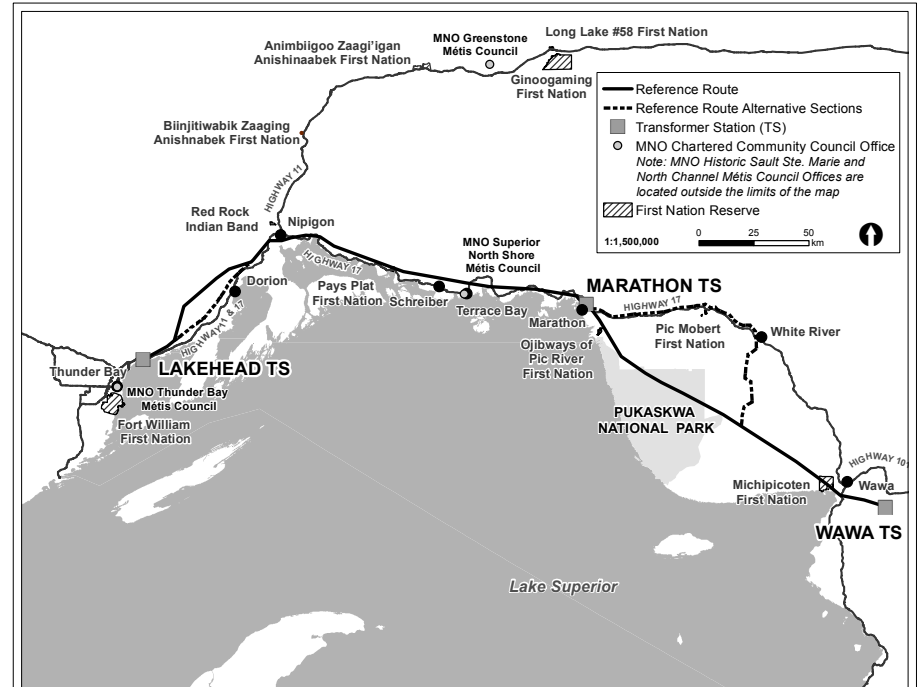 MNO Greenstone
Métis Council
Long Lake #58 First Nation
Animbiigoo Zaagi'igan
Anishinaabek First Nation
Ginoogaming
First Nation
Reference Route
Reference Route Alternative Sections
Transformer Station (TS)
MNO Chartered Community Council Office
Note: MNO Historic Sault Ste. Marie and
North Channel Métis Council Offices are
located outside the limits of the map
First Nation Reserve
1:1,500,000
0 25 50
km
Biinjitiwabik Zaaging
Anishnabek First Nation
HIGHWAY 11
Red Rock
Indian Band
Nipigon
HIGHWAY 17
MNO Superior
North Shore
Métis Council
Dorion
Pays Plat
First Nation
Schreiber
Terrace Bay
MARATHON TS
HIGHWAY 17
Marathon
Pic Mobert
First Nation
White River
HIGHWAY 11 & 17
Ojibways of
Pic River
First Nation
Thunder Bay
LAKEHEAD TS
MNO Thunder Bay
Métis Council
Fort William
First Nation
PUKASKWA
NATIONAL PARK
HIGHWAY 101
Michipicoten
First Nation
Wawa
WAWA TS
Lake Superior